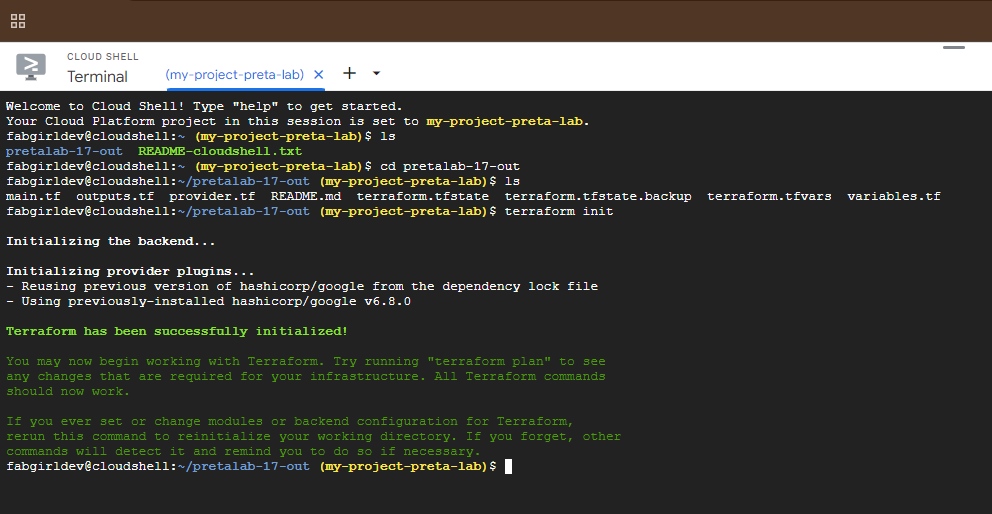 CLOUD SHELL
Terminal
(my-project-preta-lab)
Welcome to Cloud Shell! Type "help" to get started.
Your Cloud Platform project in this session is set to my-project-preta-lab.
fabgirldev@cloudshell:~ (my-project-preta-lab)$ ls
pretalab-17-out  README-cloudshell.txt
fabgirldev@cloudshell:~ (my-project-preta-lab)$ cd pretalab-17-out
fabgirldev@cloudshell:~/pretalab-17-out (my-project-preta-lab)$ ls
main.tf  outputs.tf  provider.tf  README.md  terraform.tfstate  terraform.tfstate.backup  terraform.tfvars  variables.tf
fabgirldev@cloudshell:~/pretalab-17-out (my-project-preta-lab)$ terraform init
Initializing the backend...
Initializing provider plugins...
- Reusing previous version of hashicorp/google from the dependency lock file
- Using previously-installed hashicorp/google v6.8.0
Terraform has been successfully initialized!
You may now begin working with Terraform. Try running "terraform plan" to see
any changes that are required for your infrastructure. All Terraform commands
should now work.
If you ever set or change modules or backend configuration for Terraform,
rerun this command to reinitialize your working directory. If you forget, other
commands will detect it and remind you to do so if necessary.
fabgirldev@cloudshell:~/pretalab-17-out (my-project-preta-lab)$